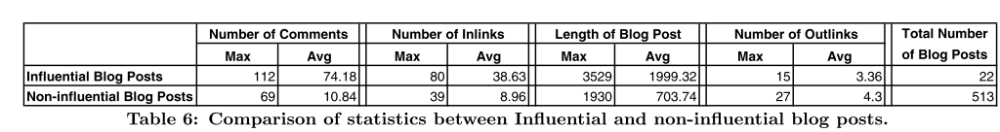 Number of Comments Number of Inlinks Length of Blog Post Number of Outlinks Total Number
Max Avg Max Avg Max Avg Max Avg of Blog Posts
Influential Blog Posts 112 74.18 80 38.63 3529 1999.32 15 3.36 22
Non-influential Blog Posts 69 10.84 39 8.96 1930 703.74 27 4.3 513
Table 6: Comparison of statistics between Influential and non-influential blog posts.